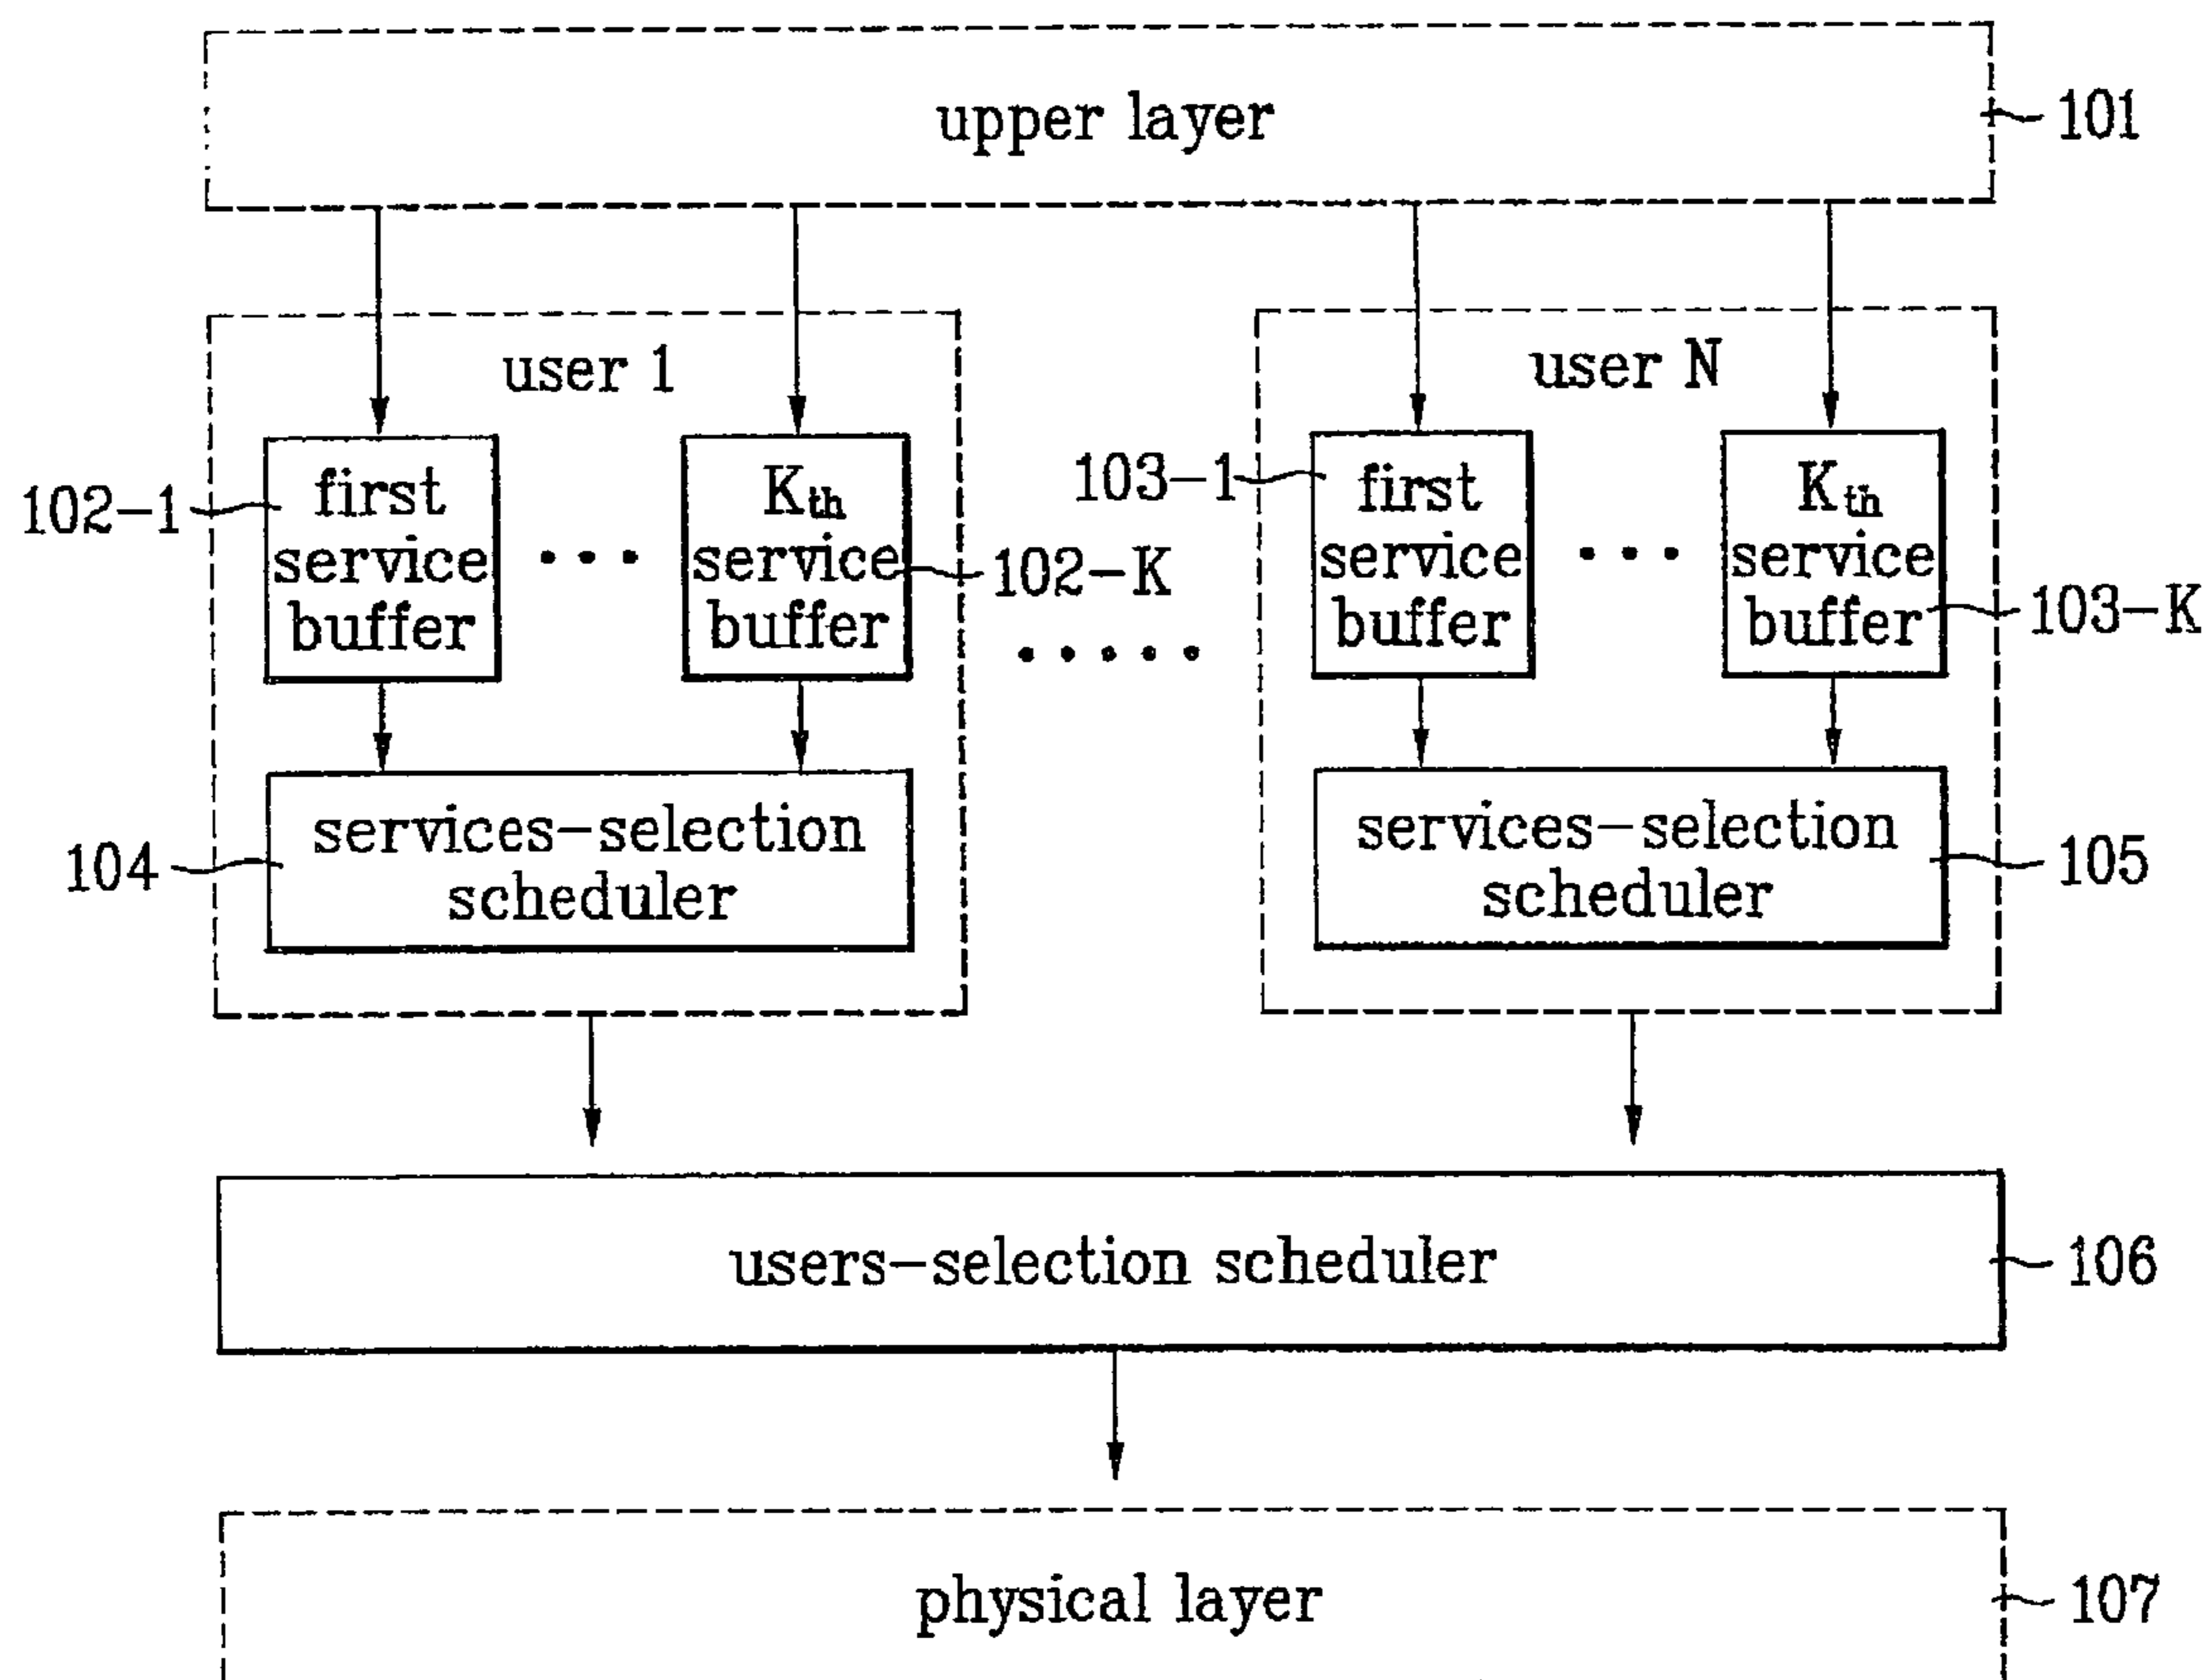 upper layer
101
user 1
user N
102-1
first
service
buffer
Kth
service
buffer
102-K
103-1
first
service
buffer
Kth
service
buffer
103-K
104
services-selection
scheduler
services-selection
scheduler
105
users-selection scheduler
106
physical layer
107